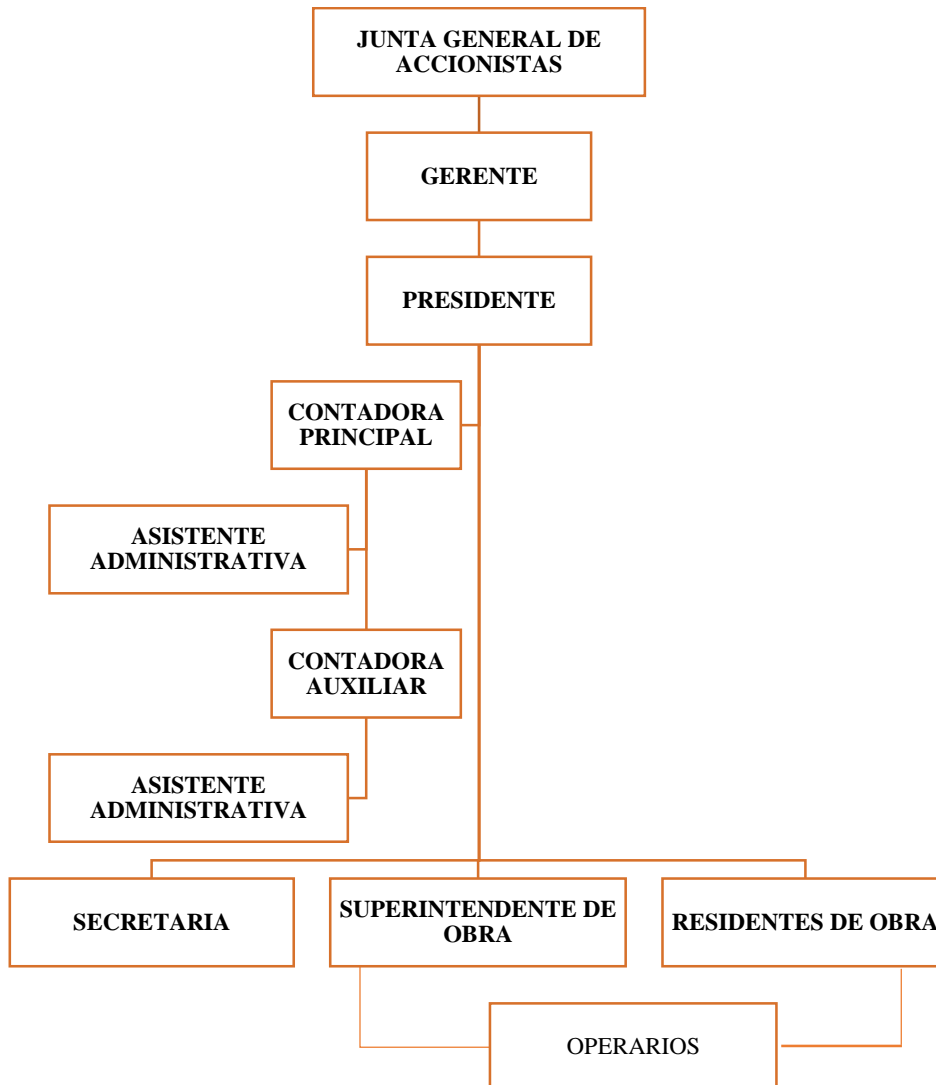 JUNTA GENERAL DE
ACCIONISTAS
GERENTE
PRESIDENTE
CONTADORA
PRINCIPAL
ASISTENTE
ADMINISTRATIVA
CONTADORA
AUXILIAR
ASISTENTE
ADMINISTRATIVA
SECRETARIA
SUPERINTENDENTE DE
OBRA
RESIDENTES DE OBRA
OPERARIOS